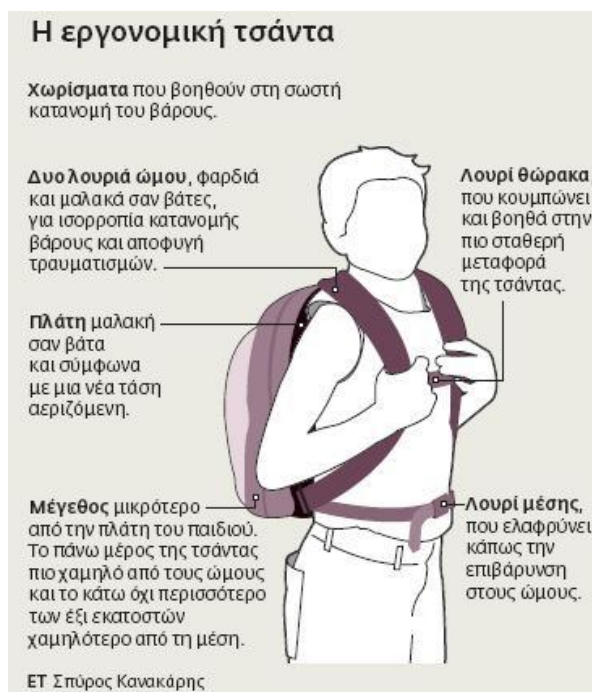 Η εργονομική τσάντα
Χωρίσματα που βοηθούν στη σωστή
κατανομή του βάρους.
Δυο λουριά ώμου, φαρδιά
και μαλακά σαν βάτες,
για ισορροπία κατανομής
βάρους και αποφυγή
τραυματισμών.
Πλάτη μαλακή
σαν βάτα
και σύμφωνα
με μια νέα τάση
αεριζόμενη.
Μέγεθος μικρότερο
από την πλάτη του παιδιού.
Το πάνω μέρος της τσάντας
πιο χαμηλό από τους ώμους
και το κάτω όχι περισσότερο
των έξι εκατοστών
χαμηλότερο από τη μέση.
Λουρί θώρακα
που κουμπώνει
και βοηθά στην
πιο σταθερή
μεταφορά
της τσάντας.
Λουρί μέσης,
που ελαφρύνει
κάπως την
επιβάρυνση
στους ώμους.
ΕΤ Σπύρος Κανακάρης